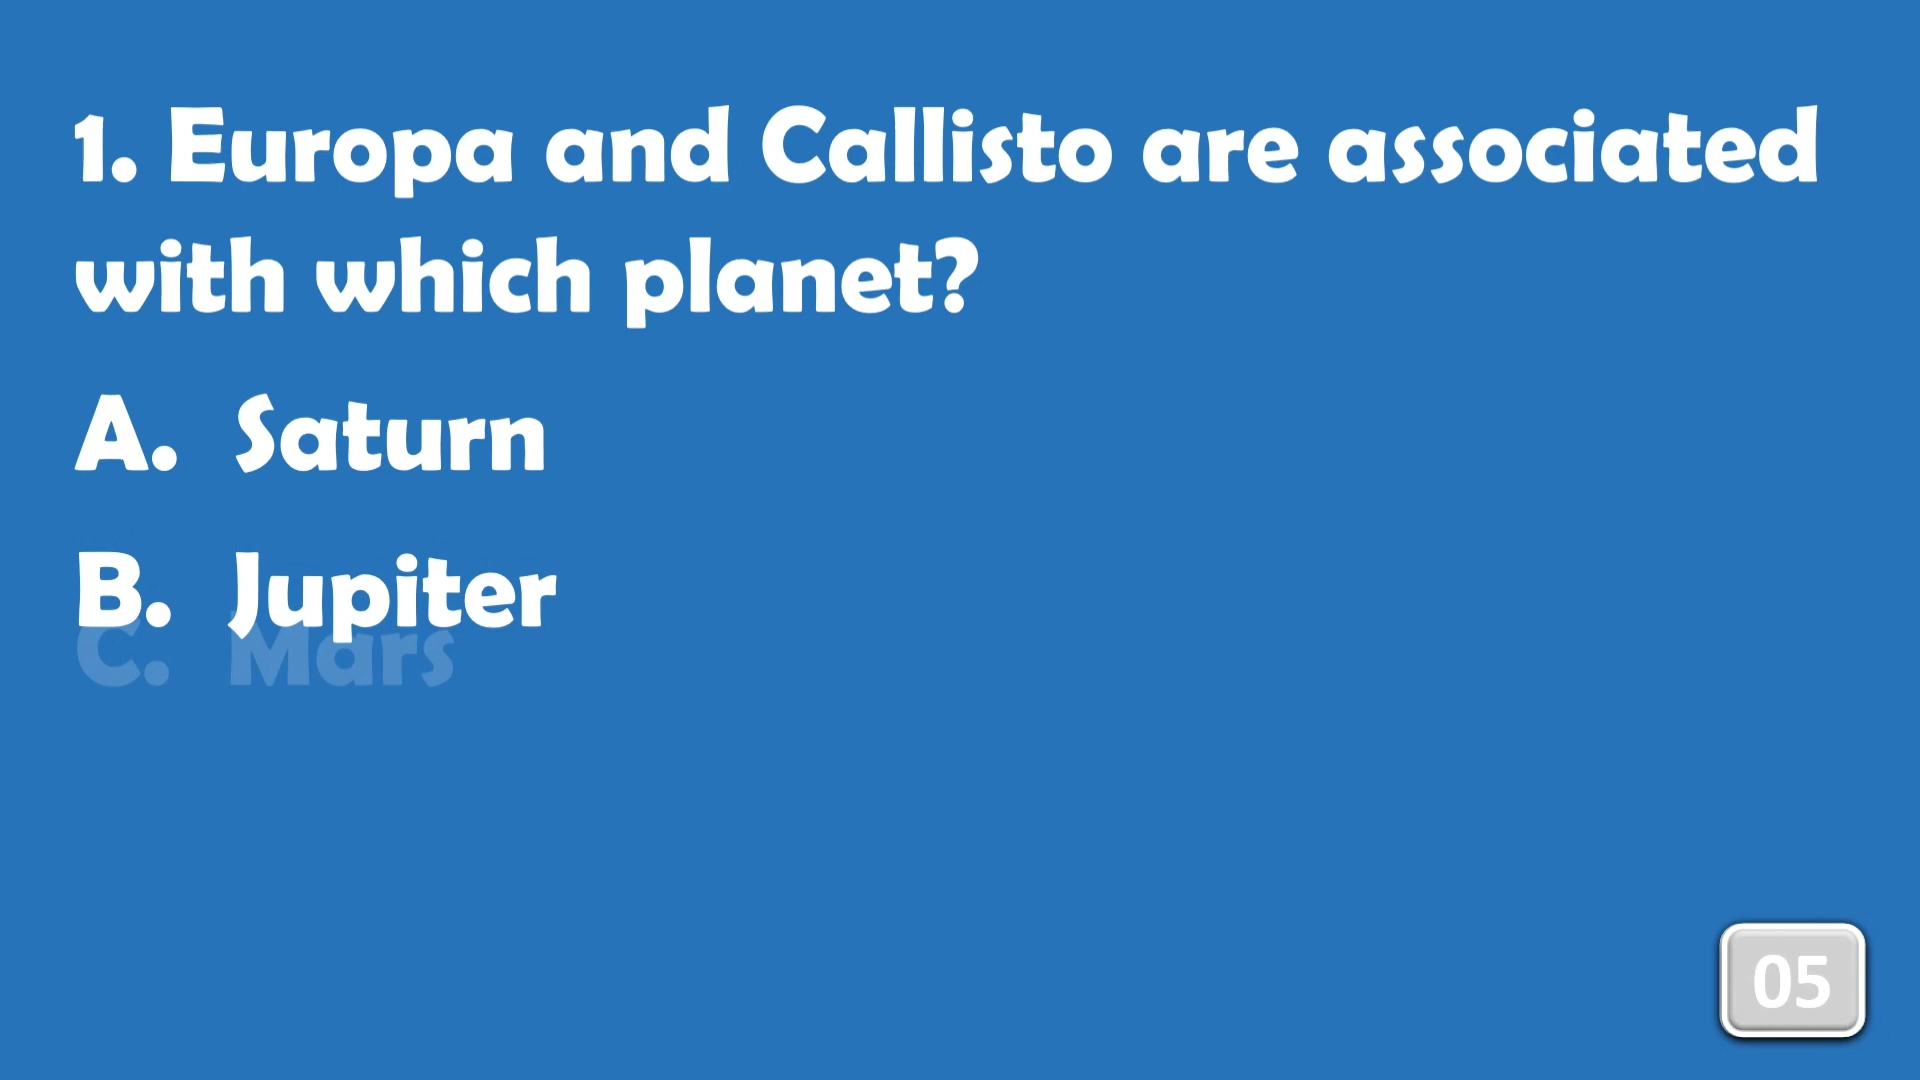 1. Europa and Callisto are associated
with which planet?
A. Saturn
B. Jupiter
C. Mars
05